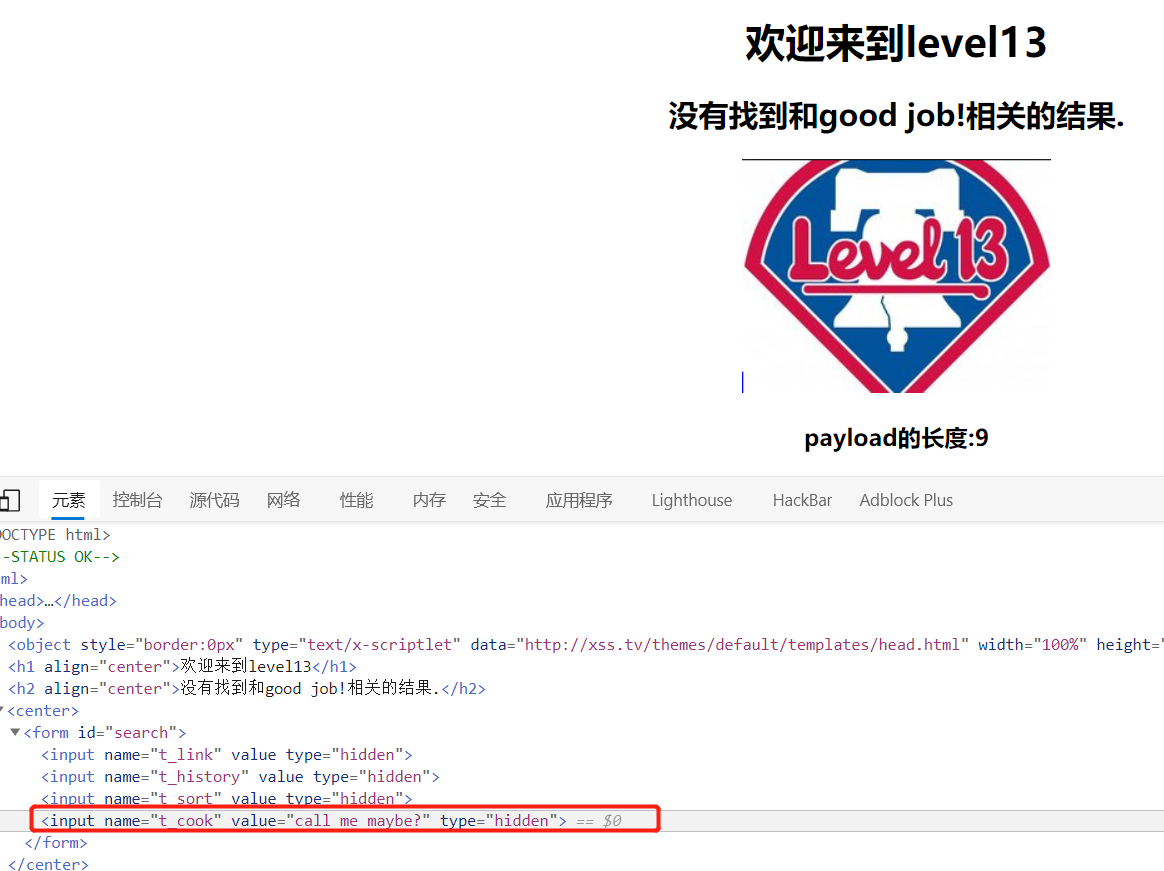 欢迎来到level13
没有找到和good job!相关的结果.
Level 13
payload的长度:9
元素 控制台 源代码 网络 性能 内存 安全 应用程序 Lighthouse HackBar Adblock Plus
OCTYPE html>
-STATUS OK-->
ml>
head>…</head>
body>
<object style="border:0px" type="text/x-scriptlet" data="http://xss.tv/themes/default/templates/head.html" width="100%" height="
<h1 align="center">欢迎来到level13</h1>
<h2 align="center">没有找到和good job!相关的结果.</h2>
<center>
<form id="search">
<input name="t_link" value type="hidden">
<input name="t_history" value type="hidden">
<input name="t_sort" value type="hidden">
<input name="t_cook" value="call me maybe?" type="hidden"> == $0
</form>
</center>